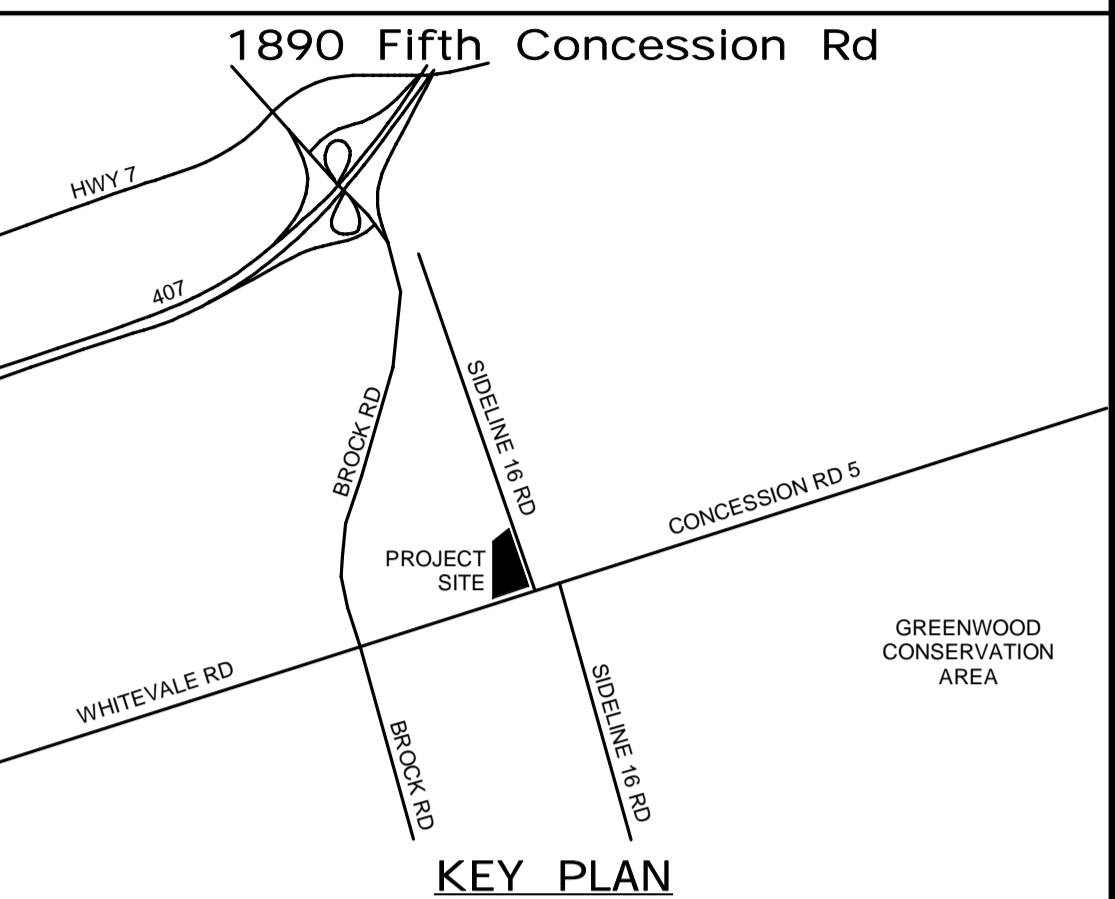 1890 Fifth Concession Rd
HWY 7
407
SIDELINE 16 RD
BROCK RD
CONCESSION RD 5
PROJECT
SITE
GREENWOOD
CONSERVATION
AREA
WHITEVALE RD
SIDELINE 16 RD
BROCK RD
KEY PLAN